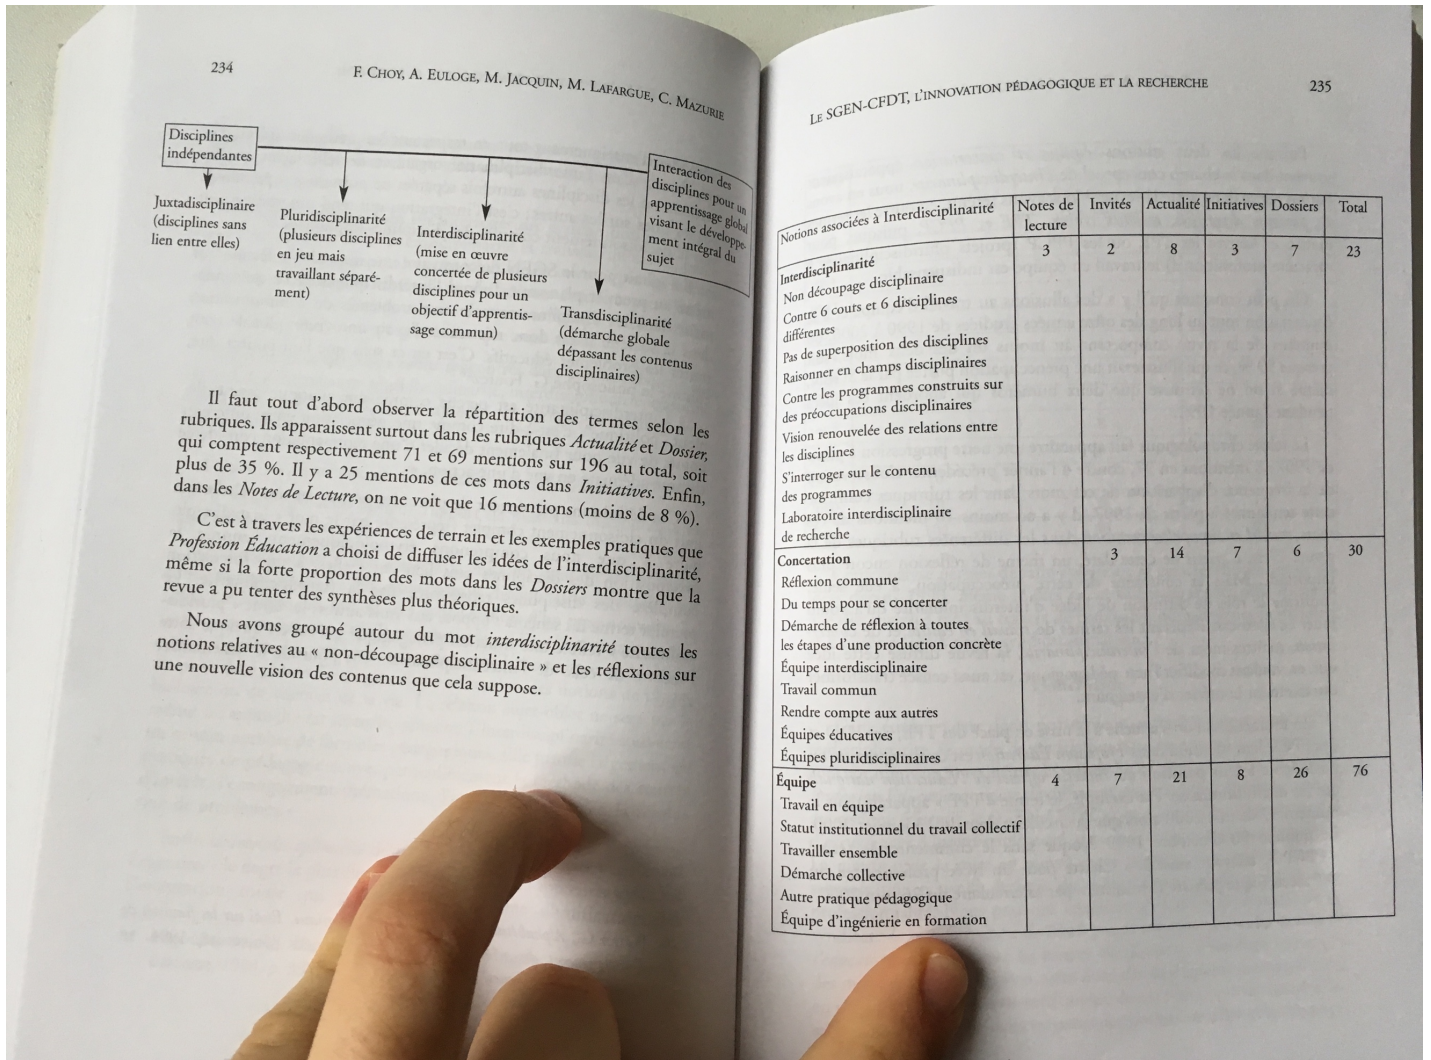 234
F. Choy, A. Euloge, M. Jacquin, M. Lafargue, C. Mazurie
Disciplines
indépendantes
Interaction des
disciplines pour un
apprentissage global
visant le développe-
ment intégral du
sujet
Juxtadisciplinaire
(disciplines sans
lien entre elles)
Pluridisciplinarité
(plusieurs disciplines
en jeu mais
travaillant séparé-
ment)
Interdisciplinarité
(mise en œuvre
concertée de plusieurs
disciplines pour un
objectif d'apprentis-
sage commun)
Transdisciplinarité
(démarche globale
dépassant les contenus
disciplinaires)
Il faut tout d'abord observer la répartition des termes selon les
rubriques. Ils apparaissent surtout dans les rubriques Actualité et Dossier,
qui comptent respectivement 71 et 69 mentions sur 196 au total, soit
plus de 35 %. Il y a 25 mentions de ces mots dans Initiatives. Enfin,
dans les Notes de Lecture, on ne voit que 16 mentions (moins de 8 %).
C'est à travers les expériences de terrain et les exemples pratiques que
Profession Éducation a choisi de diffuser les idées de l'interdisciplinarité,
même si la forte proportion des mots dans les Dossiers montre que la
revue a pu tenter des synthèses plus théoriques.
Nous avons groupé autour du mot interdisciplinarité toutes les
notions relatives au « non-découpage disciplinaire » et les réflexions sur
une nouvelle vision des contenus que cela suppose.
Le SGEN-CFDT, l'innovation pédagogique et la recherche
235
Notions associées à Interdisciplinarité
Notes de
lecture
Invités
Actualité
Initiatives
Dossiers
Total
Interdisciplinarité 3 2 8 3 7 23
Non découpage disciplinaire
Contre 6 cours et 6 disciplines
différentes
Pas de superposition des disciplines
Raisonner en champs disciplinaires
Contre les programmes construits sur
des préoccupations disciplinaires
Vision renouvelée des relations entre
les disciplines
S'interroger sur le contenu
des programmes
Laboratoire interdisciplinaire
de recherche
Concertation 3 14 7 6 30
Réflexion commune
Du temps pour se concerter
Démarche de réflexion à toutes
les étapes d'une production concrète
Équipe interdisciplinaire
Travail commun
Rendre compte aux autres
Équipes éducatives
Équipes pluridisciplinaires
Équipe 4 7 21 8 26 76
Travail en équipe
Statut institutionnel du travail collectif
Travailler ensemble
Démarche collective
Autre pratique pédagogique
Équipe d'ingénierie en formation